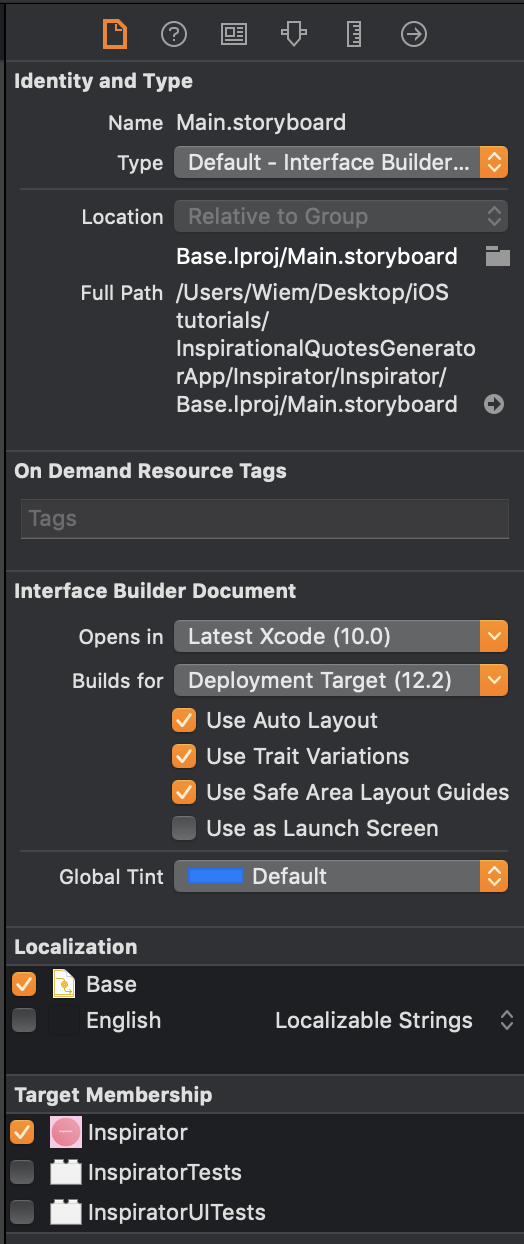 Identity and Type
Name Main.storyboard
Type Default - Interface Builder...
Location Relative to Group
Base.lproj/Main.storyboard
Full Path /Users/Wiem/Desktop/iOS
tutorials/
InspirationalQuotesGenerato
rApp/Inspirator/Inspirator/
Base.lproj/Main.storyboard
On Demand Resource Tags
Tags
Interface Builder Document
Opens in Latest Xcode (10.0)
Builds for Deployment Target (12.2)
Use Auto Layout
Use Trait Variations
Use Safe Area Layout Guides
Use as Launch Screen
Global Tint Default
Localization
Base
English Localizable Strings
Target Membership
Inspirator
InspiratorTests
InspiratorUITests